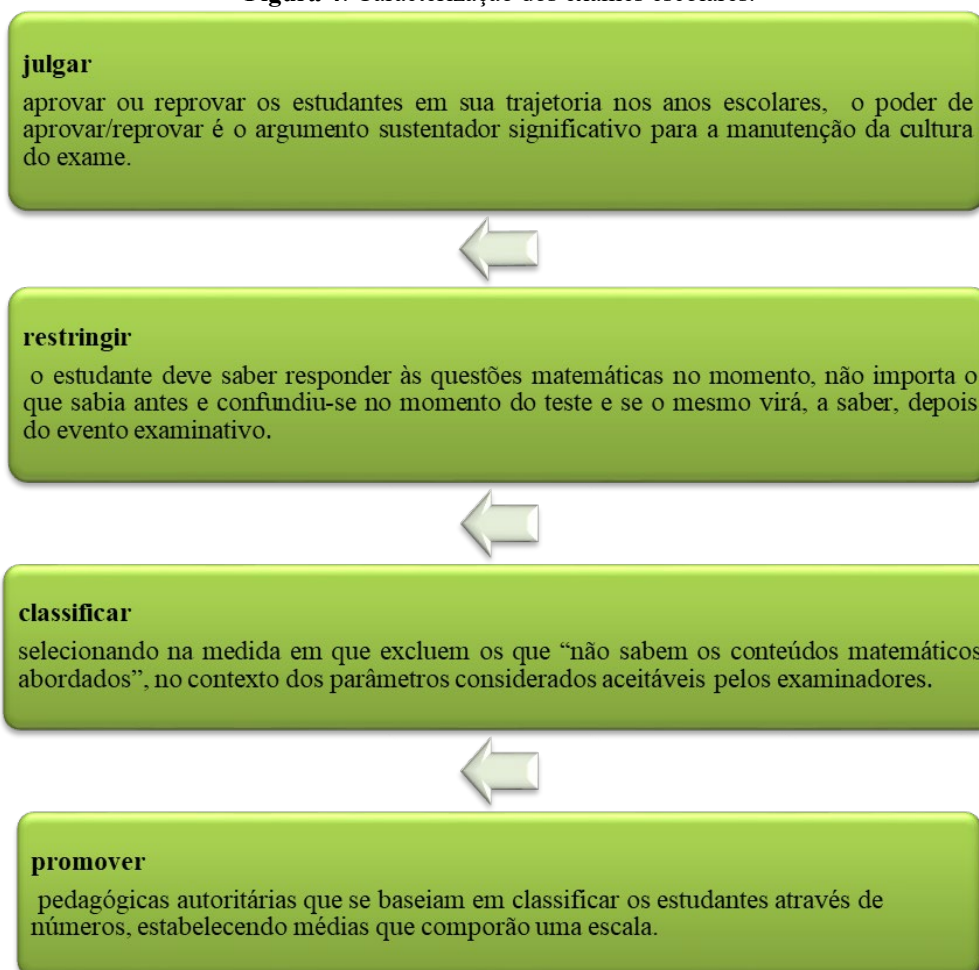 julgar
aprovar ou reprovar os estudantes em sua trajetoria nos anos escolares, o poder de
aprovar/reprovar é o argumento sustentador significativo para a manutenção da cultura
do exame.
restringir
o estudante deve saber responder às questões matemáticas no momento, não importa o
que sabia antes e confundiu-se no momento do teste e se o mesmo virá, a saber, depois
do evento examinativo.
classificar
selecionando na medida em que excluem os que “não sabem os conteúdos matemáticos
abordados”, no contexto dos parâmetros considerados aceitáveis pelos examinadores.
promover
pedagógicas autoritárias que se baseiam em classificar os estudantes através de
números, estabelecendo médias que comporão uma escala.